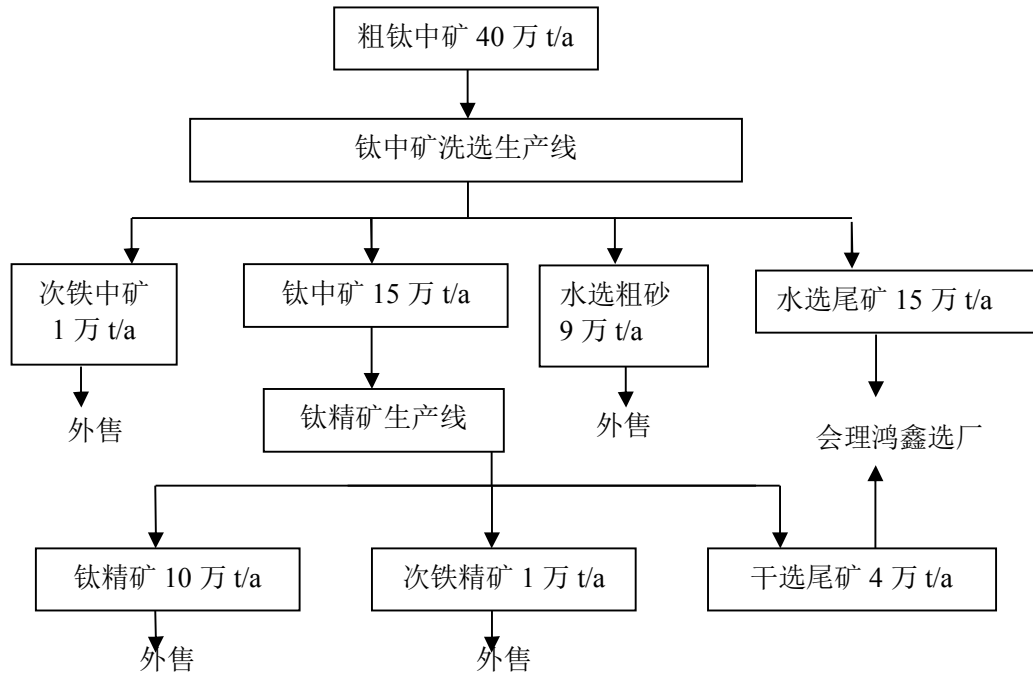 粗钛中矿 40 万 t/a
钛中矿洗选生产线
次铁中矿
1 万 t/a
钛中矿 15 万 t/a
水选粗砂
9 万 t/a
水选尾矿 15 万 t/a
外售
钛精矿生产线
外售
会理鸿鑫选厂
钛精矿 10 万 t/a
次铁精矿 1 万 t/a
干选尾矿 4 万 t/a
外售
外售